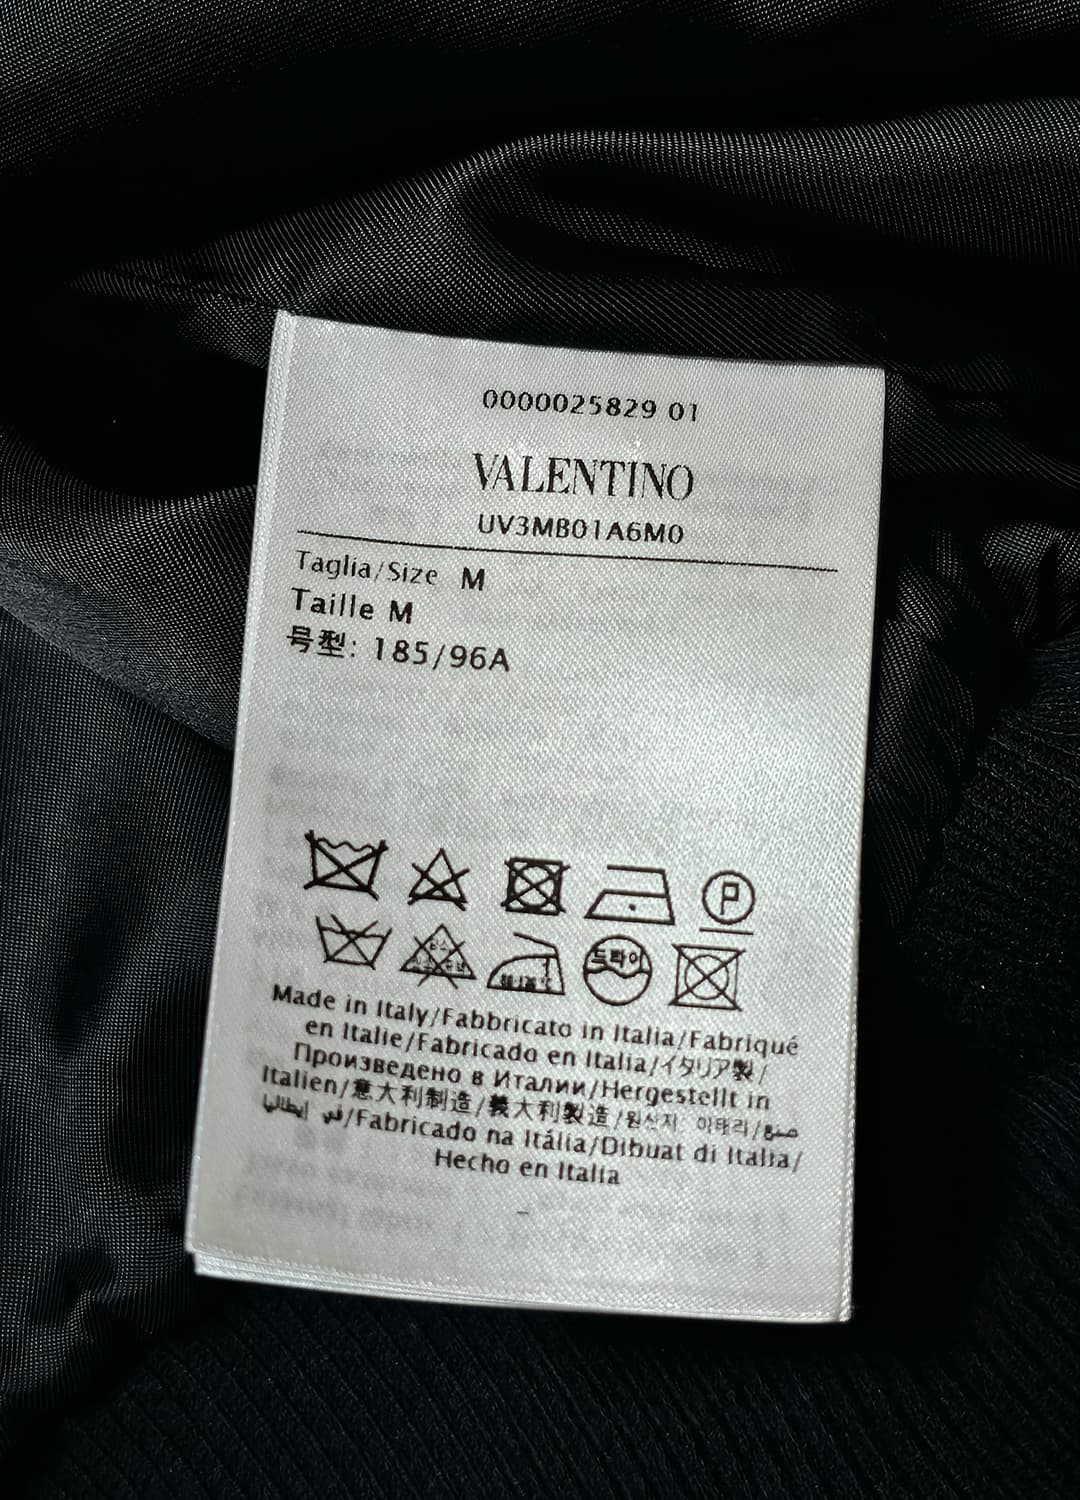 0000025829 01
VALENTINO
UV3MB01A6M0
Taglia/Size M
Taille M
号型: 185/96A
P
드라이
Made in Italy/Fabbricato in Italia/Fabriqué
en Italie/Fabricado en Italia/イタリア製/
Произведено в Италии/Hergestellt in
Italien/意大利制造/義大利製造/원산지: 이태리/صنع
في إيطاليا/Fabricado na Itália/Dibuat di Italia/
Hecho en Italia